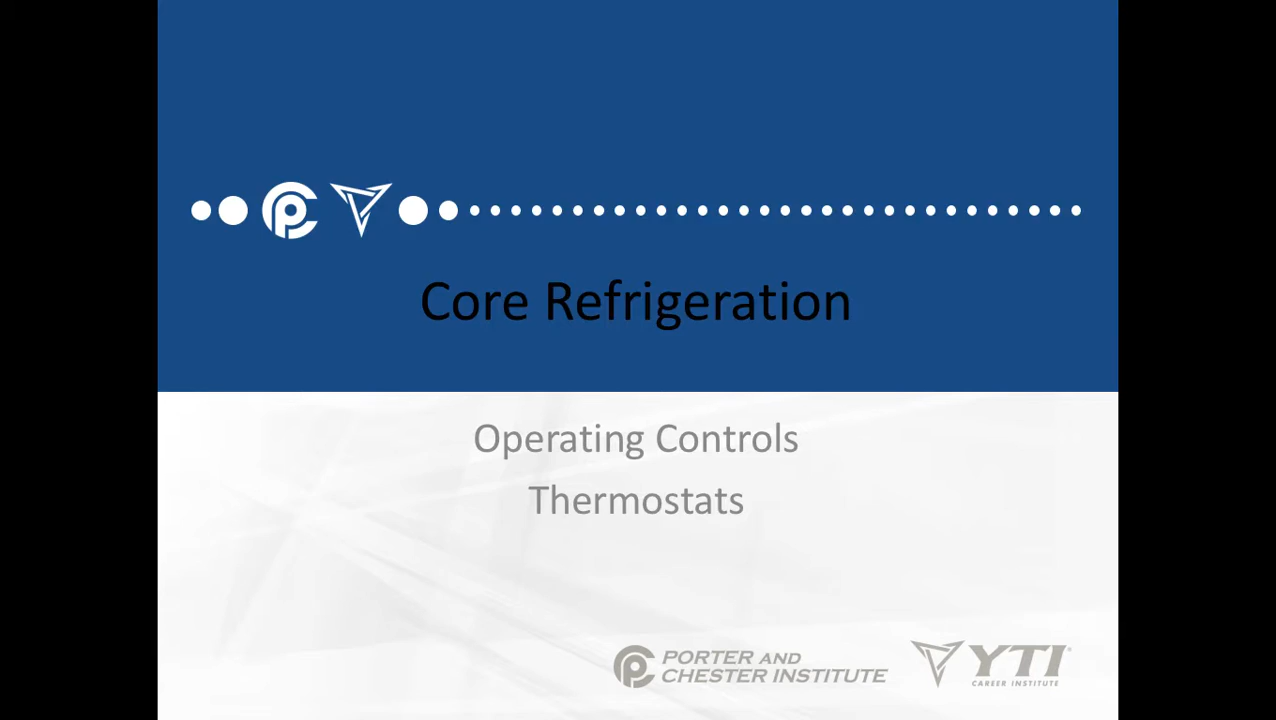 Core Refrigeration
Operating Controls
Thermostats
PORTER AND
CHESTER INSTITUTE
YTI
CAREER INSTITUTE